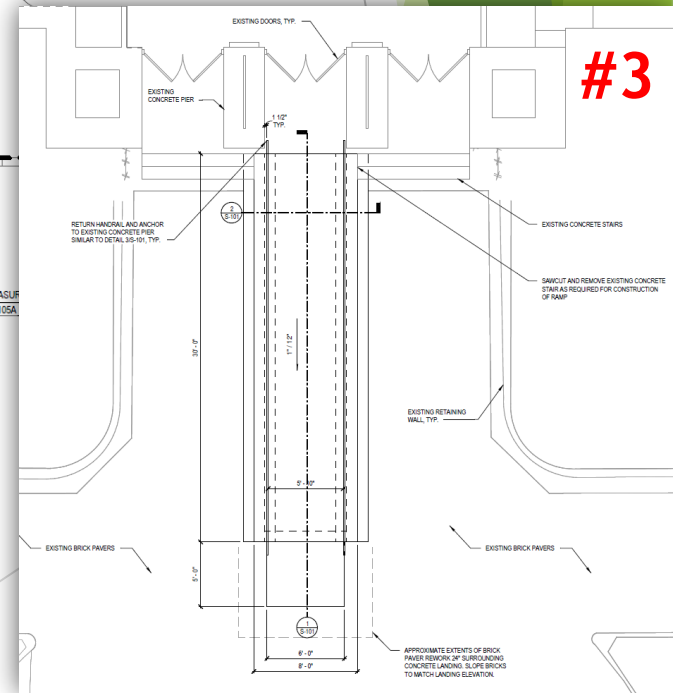 EXISTING DOORS, TYP.
#3
EXISTING
CONCRETE PIER
1 1/2"
TYP.
RETURN HANDRAIL AND ANCHOR
TO EXISTING CONCRETE PIER
SIMILAR TO DETAIL 3/S-101, TYP.
2
S-101
EXISTING CONCRETE STAIRS
SAWCUT AND REMOVE EXISTING CONCRETE
STAIR AS REQUIRED FOR CONSTRUCTION
OF RAMP
ASUR
105A
30' - 0"
1" / 12"
EXISTING RETAINING
WALL, TYP.
5' - 10"
EXISTING BRICK PAVERS
EXISTING BRICK PAVERS
5' - 0"
1
S-101
6' - 0"
8' - 0"
APPROXIMATE EXTENTS OF BRICK
PAVER REWORK 24" SURROUNDING
CONCRETE LANDING. SLOPE BRICKS
TO MATCH LANDING ELEVATION.